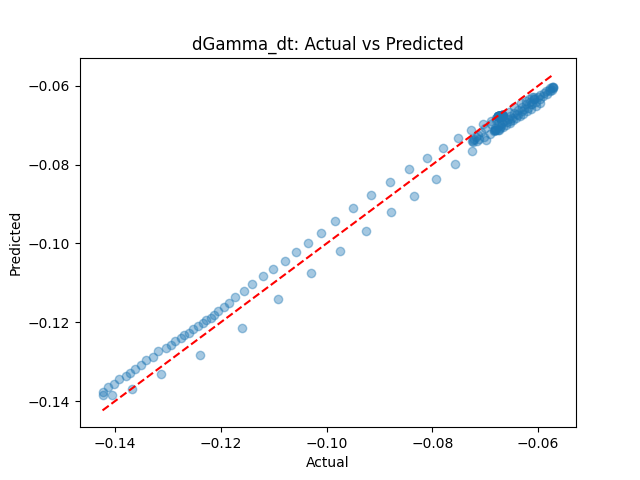 dGamma_dt: Actual vs Predicted
Predicted
−0.06
−0.08
−0.10
−0.12
−0.14
−0.14 −0.12 −0.10 −0.08 −0.06
Actual